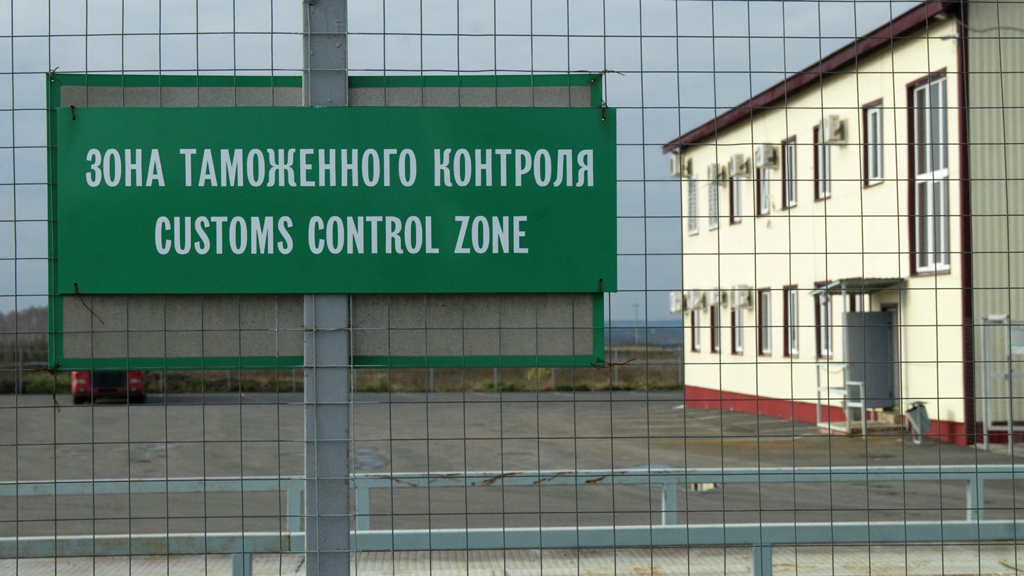 ЗОНА ТАМОЖЕННОГО КОНТРОЛЯ
CUSTOMS CONTROL ZONE